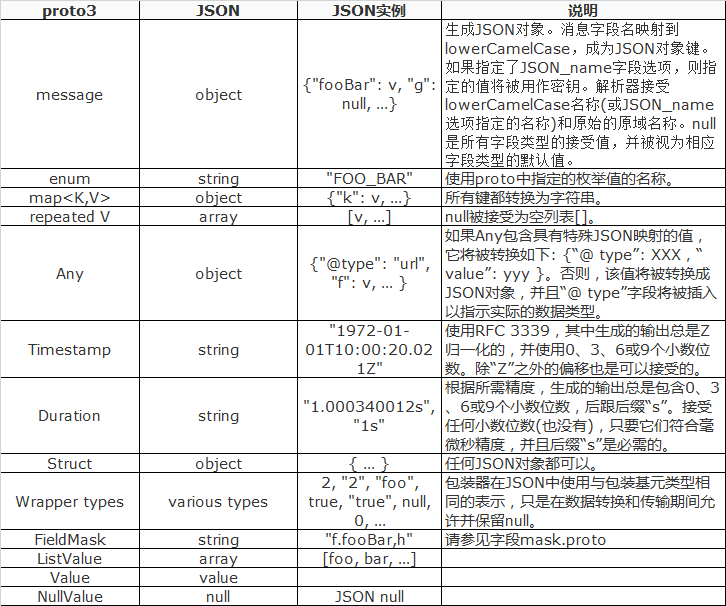 proto3 JSON JSON实例 说明
message object {"fooBar": v, "g": null, …} 生成JSON对象。消息字段名映射到
lowerCamelCase，成为JSON对象键。
如果指定了JSON_name字段选项，则指
定的值将被用作密钥。解析器接受
lowerCamelCase名称(或JSON_name
选项指定的名称)和原始的原域名称。null
是所有字段类型的接受值，并被视为相应
字段类型的默认值。
enum string "FOO_BAR" 使用proto中指定的枚举值的名称。
map<K,V> object {"k": v, …} 所有键都转换为字符串。
repeated V array [v, …] null被接受为空列表[]。
Any object {"@type": "url", "f": v, … } 如果Any包含具有特殊JSON映射的值，
它将被转换如下：{“@ type”: XXX，“
value”: yyy }。否则，该值将被转换成
JSON对象，并且“@ type”字段将被插入
以指示实际的数据类型。
Timestamp string "1972-01-01T10:00:20.021Z" 使用RFC 3339，其中生成的输出总是Z
归一化的，并使用0、3、6或9个小数位
数。除“Z”之外的偏移也是可以接受的。
Duration string "1.000340012s", "1s" 根据所需精度，生成的输出总是包含0、3
、6或9个小数位数，后跟后缀“s”。接受
任何小数位数(也没有)，只要它们符合毫
微秒精度，并且后缀“s”是必需的。
Struct object { … } 任何JSON对象都可以。
Wrapper types various types 2, "2", "foo", true, "true", null, 0, … 包装器在JSON中使用与包装基元类型相
同的表示，只是在数据转换和传输期间允
许并保留null。
FieldMask string "f.fooBar,h" 请参见字段mask.proto
ListValue array [foo, bar, …]
Value value
NullValue null JSON null